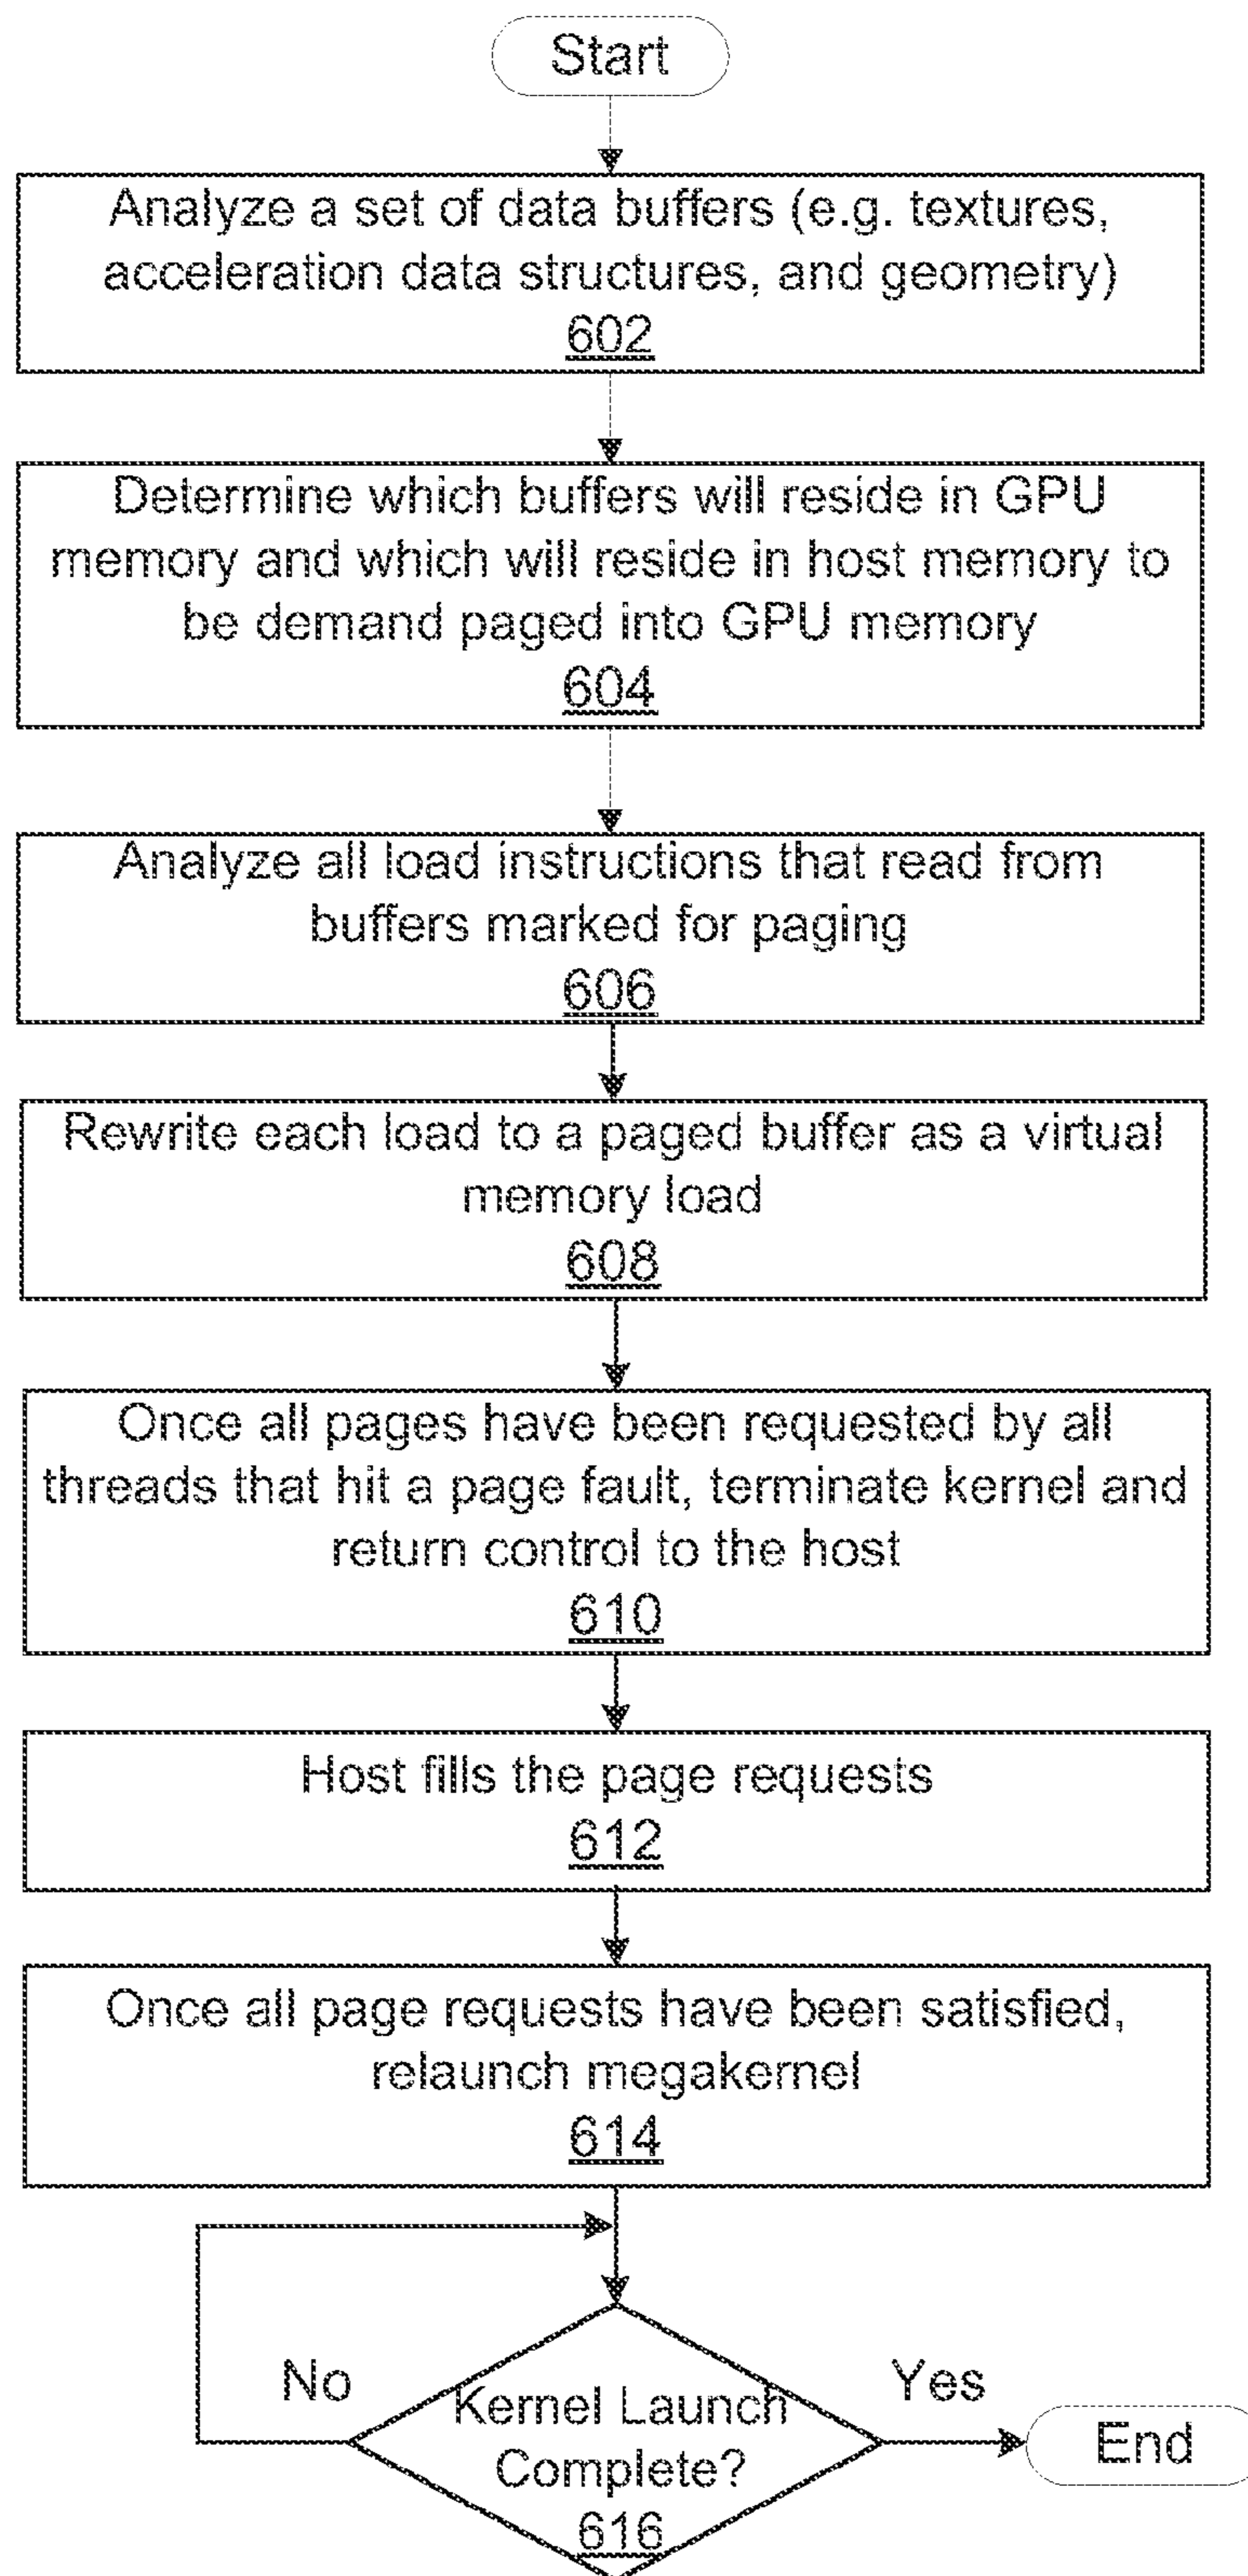 Start
Analyze a set of data buffers (e.g. textures,
acceleration data structures, and geometry)
602
Determine which buffers will reside in GPU
memory and which will reside in host memory to
be demand paged into GPU memory
604
Analyze all load instructions that read from
buffers marked for paging
606
Rewrite each load to a paged buffer as a virtual
memory load
608
Once all pages have been requested by all
threads that hit a page fault, terminate kernel and
return control to the host
610
Host fills the page requests
612
Once all page requests have been satisfied,
relaunch megakernel
614
No
Yes
Kernel Launch
Complete?
616
End